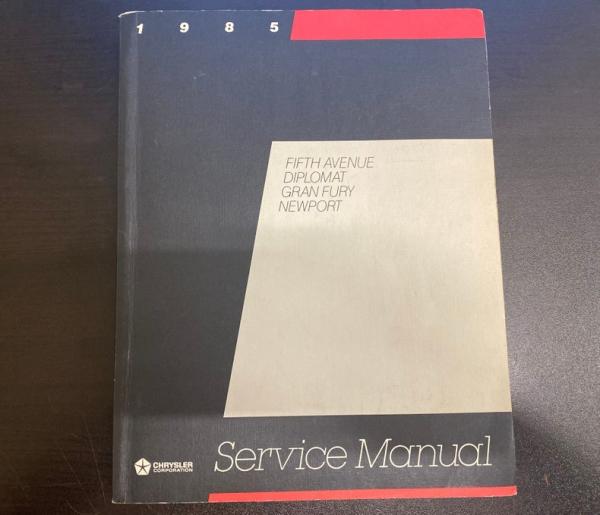 1 9 8 5
FIFTH AVENUE
DIPLOMAT
GRAN FURY
NEWPORT
CHRYSLER
CORPORATION
Service Manual